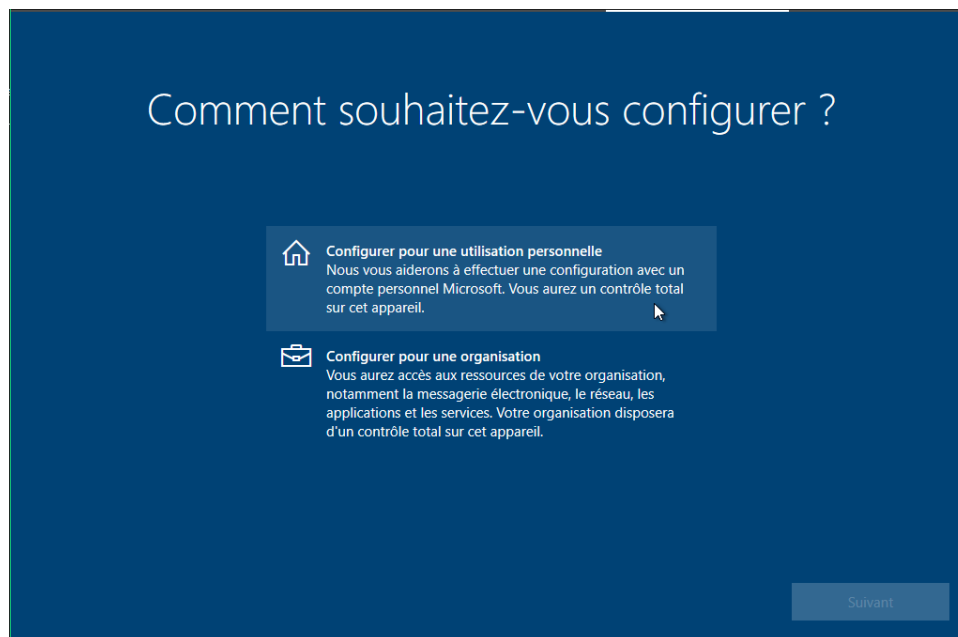 Comment souhaitez-vous configurer ?
Configurer pour une utilisation personnelle
Nous vous aiderons à effectuer une configuration avec un
compte personnel Microsoft. Vous aurez un contrôle total
sur cet appareil.
Configurer pour une organisation
Vous aurez accès aux ressources de votre organisation,
notamment la messagerie électronique, le réseau, les
applications et les services. Votre organisation disposera
d'un contrôle total sur cet appareil.
Suivant